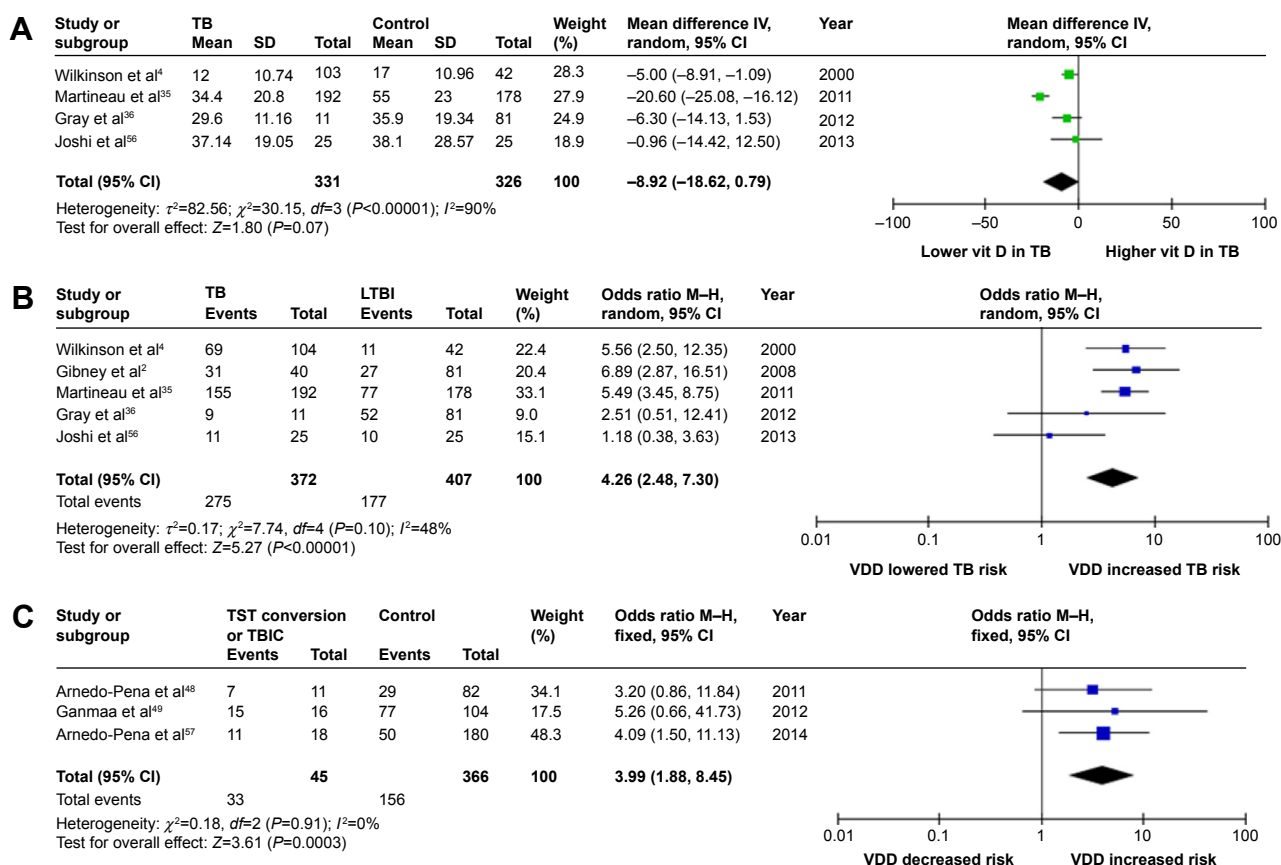 A
Study or subgroup TB Mean SD Total Control Mean SD Total Weight (%) Mean difference IV, random, 95% CI Year Mean difference IV, random, 95% CI
Wilkinson et al⁴ 12 10.74 103 17 10.96 42 28.3 –5.00 (–8.91, –1.09) 2000
Martineau et al³⁵ 34.4 20.8 192 55 23 178 27.9 –20.60 (–25.08, –16.12) 2011
Gray et al³⁶ 29.6 11.16 11 35.9 19.34 81 24.9 –6.30 (–14.13, 1.53) 2012
Joshi et al⁵⁶ 37.14 19.05 25 38.1 28.57 25 18.9 –0.96 (–14.42, 12.50) 2013
Total (95% CI) 331 326 100 –8.92 (–18.62, 0.79)
Heterogeneity: τ²=82.56; χ²=30.15, df=3 (P<0.00001); I²=90%
Test for overall effect: Z=1.80 (P=0.07)
–100 –50 0 50 100
Lower vit D in TB Higher vit D in TB
B
Study or subgroup TB Events Total LTBI Events Total Weight (%) Odds ratio M–H, random, 95% CI Year Odds ratio M–H, random, 95% CI
Wilkinson et al⁴ 69 104 11 42 22.4 5.56 (2.50, 12.35) 2000
Gibney et al² 31 40 27 81 20.4 6.89 (2.87, 16.51) 2008
Martineau et al³⁵ 155 192 77 178 33.1 5.49 (3.45, 8.75) 2011
Gray et al³⁶ 9 11 52 81 9.0 2.51 (0.51, 12.41) 2012
Joshi et al⁵⁶ 11 25 10 25 15.1 1.18 (0.38, 3.63) 2013
Total (95% CI) 372 407 100 4.26 (2.48, 7.30)
Total events 275 177
Heterogeneity: τ²=0.17; χ²=7.74, df=4 (P=0.10); I²=48%
Test for overall effect: Z=5.27 (P<0.00001)
0.01 0.1 1 10 100
VDD lowered TB risk VDD increased TB risk
C
Study or subgroup TST conversion or TBIC Events Total Control Events Total Weight (%) Odds ratio M–H, fixed, 95% CI Year Odds ratio M–H, fixed, 95% CI
Arnedo-Pena et al⁴⁸ 7 11 29 82 34.1 3.20 (0.86, 11.84) 2011
Ganmaa et al⁴⁹ 15 16 77 104 17.5 5.26 (0.66, 41.73) 2012
Arnedo-Pena et al⁵⁷ 11 18 50 180 48.3 4.09 (1.50, 11.13) 2014
Total (95% CI) 45 366 100 3.99 (1.88, 8.45)
Total events 33 156
Heterogeneity: χ²=0.18, df=2 (P=0.91); I²=0%
Test for overall effect: Z=3.61 (P=0.0003)
0.01 0.1 1 10 100
VDD decreased risk VDD increased risk